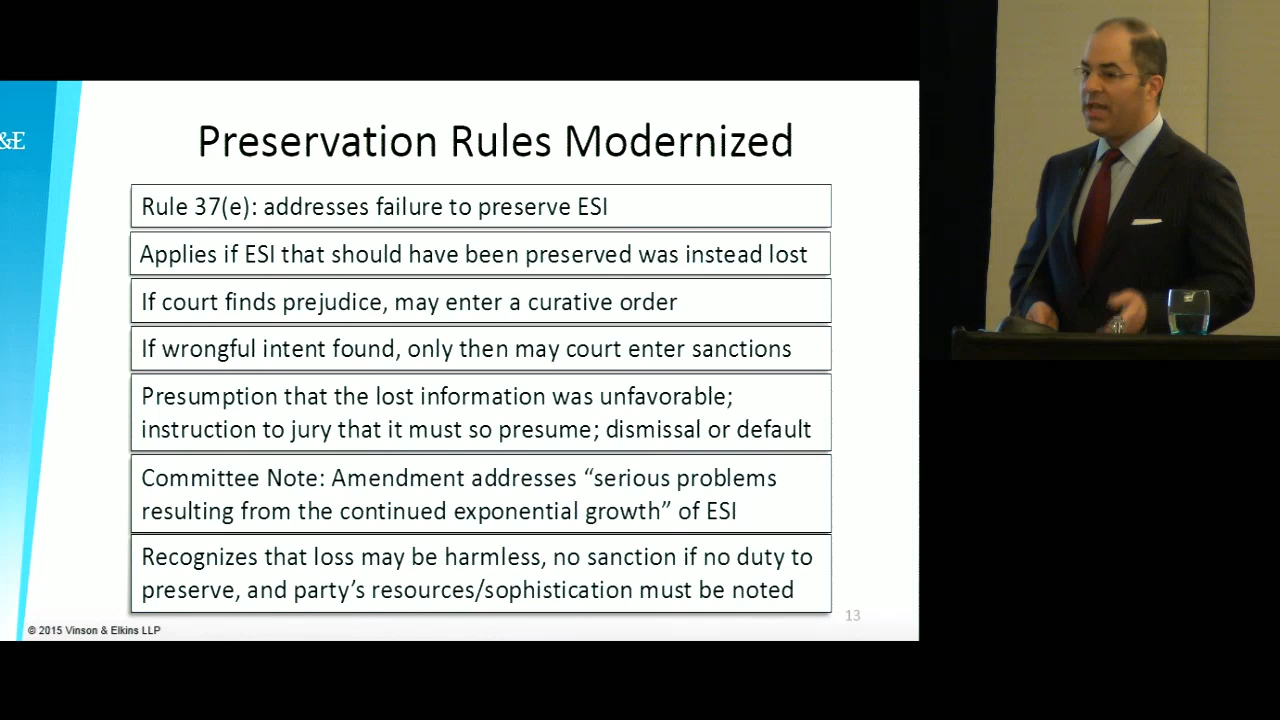 &E
Preservation Rules Modernized
Rule 37(e): addresses failure to preserve ESI
Applies if ESI that should have been preserved was instead lost
If court finds prejudice, may enter a curative order
If wrongful intent found, only then may court enter sanctions
Presumption that the lost information was unfavorable;
instruction to jury that it must so presume; dismissal or default
Committee Note: Amendment addresses “serious problems
resulting from the continued exponential growth” of ESI
Recognizes that loss may be harmless, no sanction if no duty to
preserve, and party’s resources/sophistication must be noted
13
© 2015 Vinson & Elkins LLP